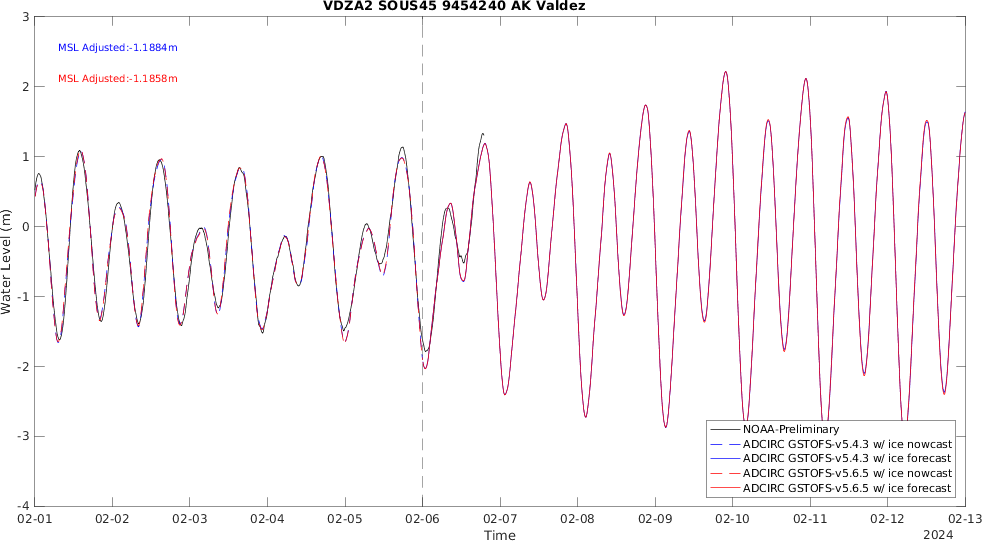 VDZA2 SOUS45 9454240 AK Valdez
MSL Adjusted:-1.1884m
MSL Adjusted:-1.1858m
Water Level (m)
3
2
1
0
-1
-2
-3
-4
NOAA-Preliminary
ADCIRC GSTOFS-v5.4.3 w/ ice nowcast
ADCIRC GSTOFS-v5.4.3 w/ ice forecast
ADCIRC GSTOFS-v5.6.5 w/ ice nowcast
ADCIRC GSTOFS-v5.6.5 w/ ice forecast
02-01 02-02 02-03 02-04 02-05 02-06 02-07 02-08 02-09 02-10 02-11 02-12 02-13
Time
2024